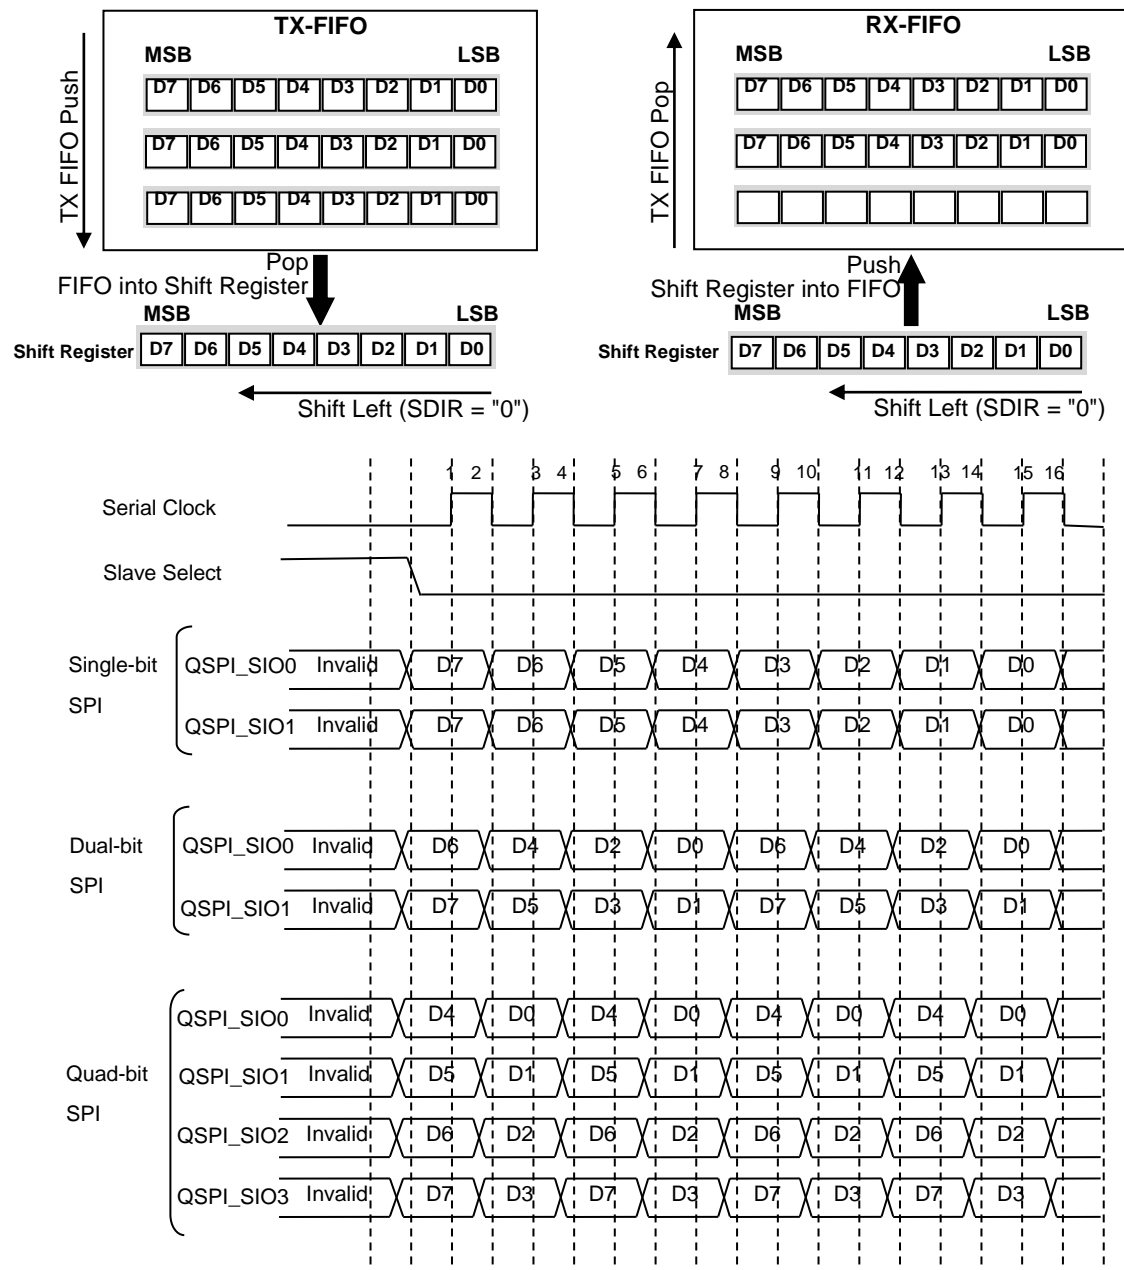 TX-FIFO
MSB LSB
D7 D6 D5 D4 D3 D2 D1 D0
D7 D6 D5 D4 D3 D2 D1 D0
D7 D6 D5 D4 D3 D2 D1 D0
TX FIFO Push
Pop
FIFO into Shift Register
MSB LSB
Shift Register D7 D6 D5 D4 D3 D2 D1 D0
Shift Left (SDIR = "0")
RX-FIFO
MSB LSB
D7 D6 D5 D4 D3 D2 D1 D0
D7 D6 D5 D4 D3 D2 D1 D0
TX FIFO Pop
Push
Shift Register into FIFO
MSB LSB
Shift Register D7 D6 D5 D4 D3 D2 D1 D0
Shift Left (SDIR = "0")
1 2 3 4 5 6 7 8 9 10 11 12 13 14 15 16
Serial Clock
Slave Select
Single-bit
SPI
QSPI_SIO0 Invalid D7 D6 D5 D4 D3 D2 D1 D0
QSPI_SIO1 Invalid D7 D6 D5 D4 D3 D2 D1 D0
Dual-bit
SPI
QSPI_SIO0 Invalid D6 D4 D2 D0 D6 D4 D2 D0
QSPI_SIO1 Invalid D7 D5 D3 D1 D7 D5 D3 D1
Quad-bit
SPI
QSPI_SIO0 Invalid D4 D0 D4 D0 D4 D0 D4 D0
QSPI_SIO1 Invalid D5 D1 D5 D1 D5 D1 D5 D1
QSPI_SIO2 Invalid D6 D2 D6 D2 D6 D2 D6 D2
QSPI_SIO3 Invalid D7 D3 D7 D3 D7 D3 D7 D3